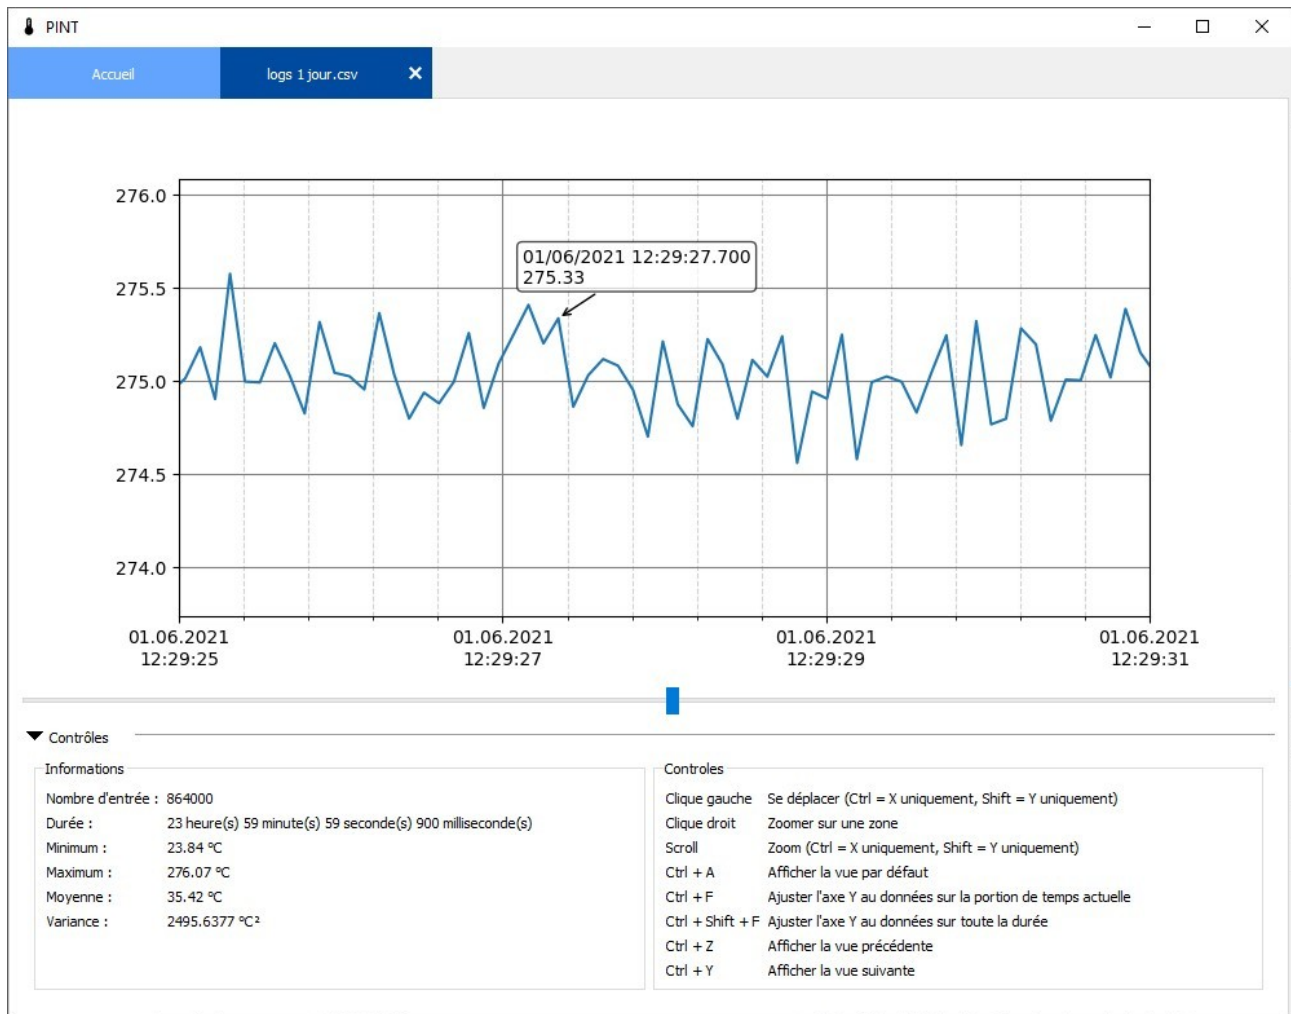 PINT
Accueil
logs 1 jour.csv
276.0
275.5
275.0
274.5
274.0
01/06/2021 12:29:27.700
275.33
01.06.2021
12:29:25
01.06.2021
12:29:27
01.06.2021
12:29:29
01.06.2021
12:29:31
Contrôles
Informations
Nombre d'entrée : 864000
Durée : 23 heure(s) 59 minute(s) 59 seconde(s) 900 milliseconde(s)
Minimum : 23.84 °C
Maximum : 276.07 °C
Moyenne : 35.42 °C
Variance : 2495.6377 °C²
Controles
Clique gauche Se déplacer (Ctrl = X uniquement, Shift = Y uniquement)
Clique droit Zoomer sur une zone
Scroll Zoom (Ctrl = X uniquement, Shift = Y uniquement)
Ctrl + A Afficher la vue par défaut
Ctrl + F Ajuster l'axe Y au données sur la portion de temps actuelle
Ctrl + Shift + F Ajuster l'axe Y au données sur toute la durée
Ctrl + Z Afficher la vue précédente
Ctrl + Y Afficher la vue suivante